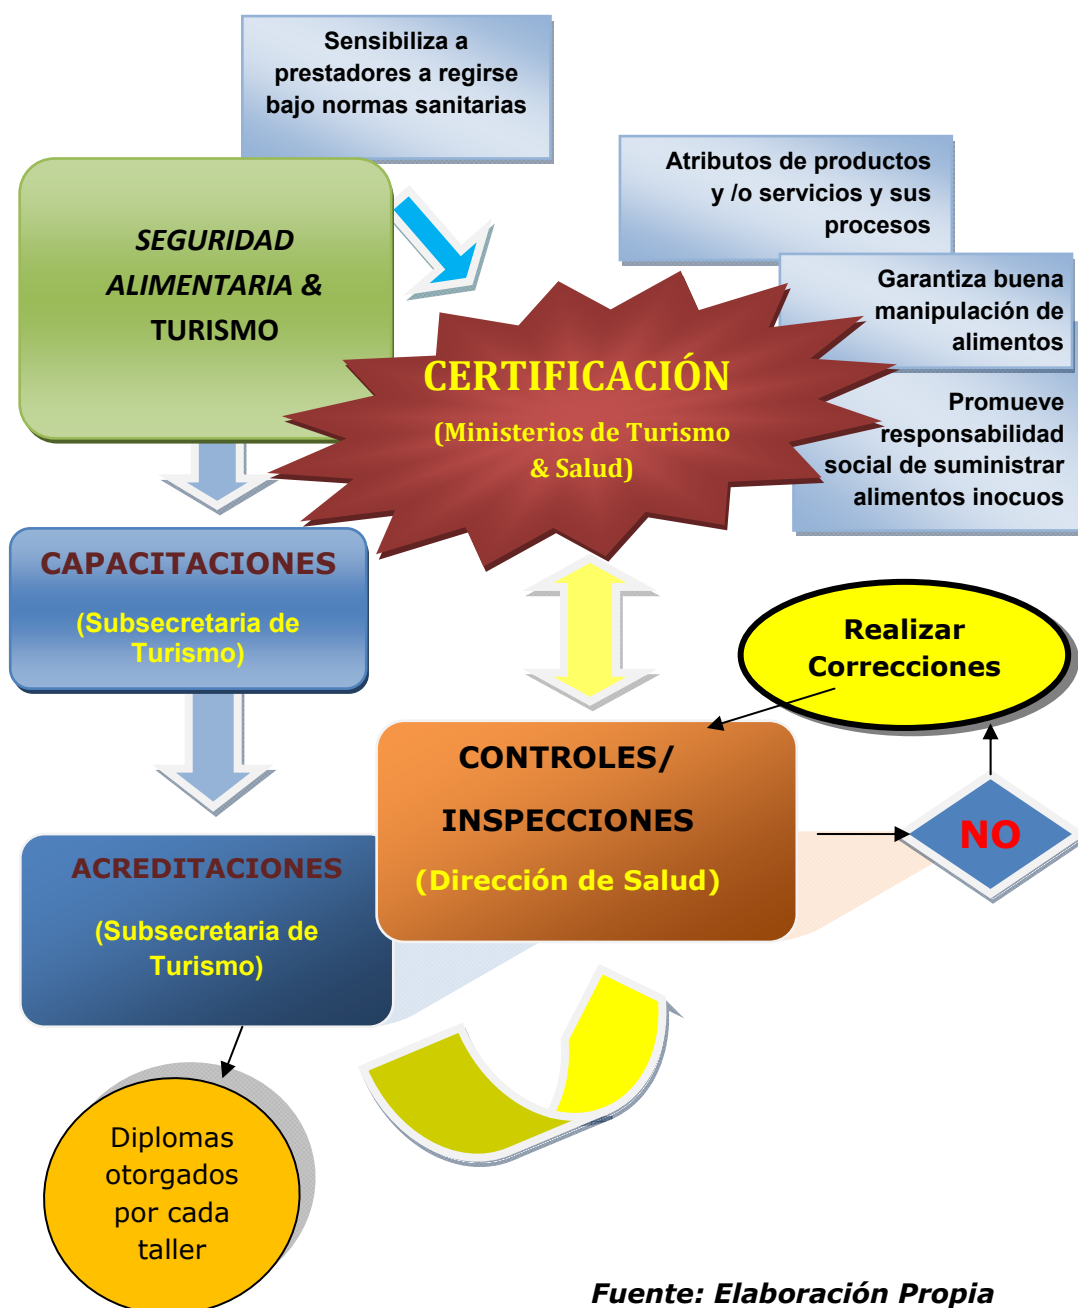 Sensibiliza a
prestadores a regirse
bajo normas sanitarias
Atributos de productos
y /o servicios y sus
procesos
SEGURIDAD
ALIMENTARIA &
TURISMO
Garantiza buena
manipulación de
alimentos
CERTIFICACIÓN
(Ministerios de Turismo
& Salud)
Promueve
responsabilidad
social de suministrar
alimentos inocuos
CAPACITACIONES
(Subsecretaria de
Turismo)
Realizar
Correcciones
CONTROLES/
INSPECCIONES
(Dirección de Salud)
NO
ACREDITACIONES
(Subsecretaria de
Turismo)
Diplomas
otorgados
por cada
taller
Fuente: Elaboración Propia